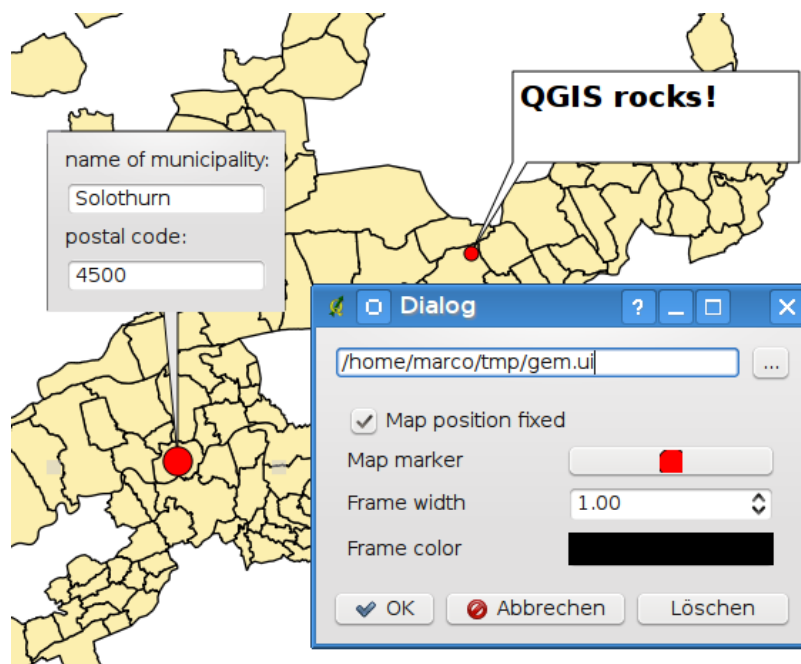 QGIS rocks!
name of municipality:
Solothurn
postal code:
4500
Dialog
?
/home/marco/tmp/gem.ui
...
Map position fixed
Map marker
Frame width
1.00
Frame color
OK
Abbrechen
Löschen